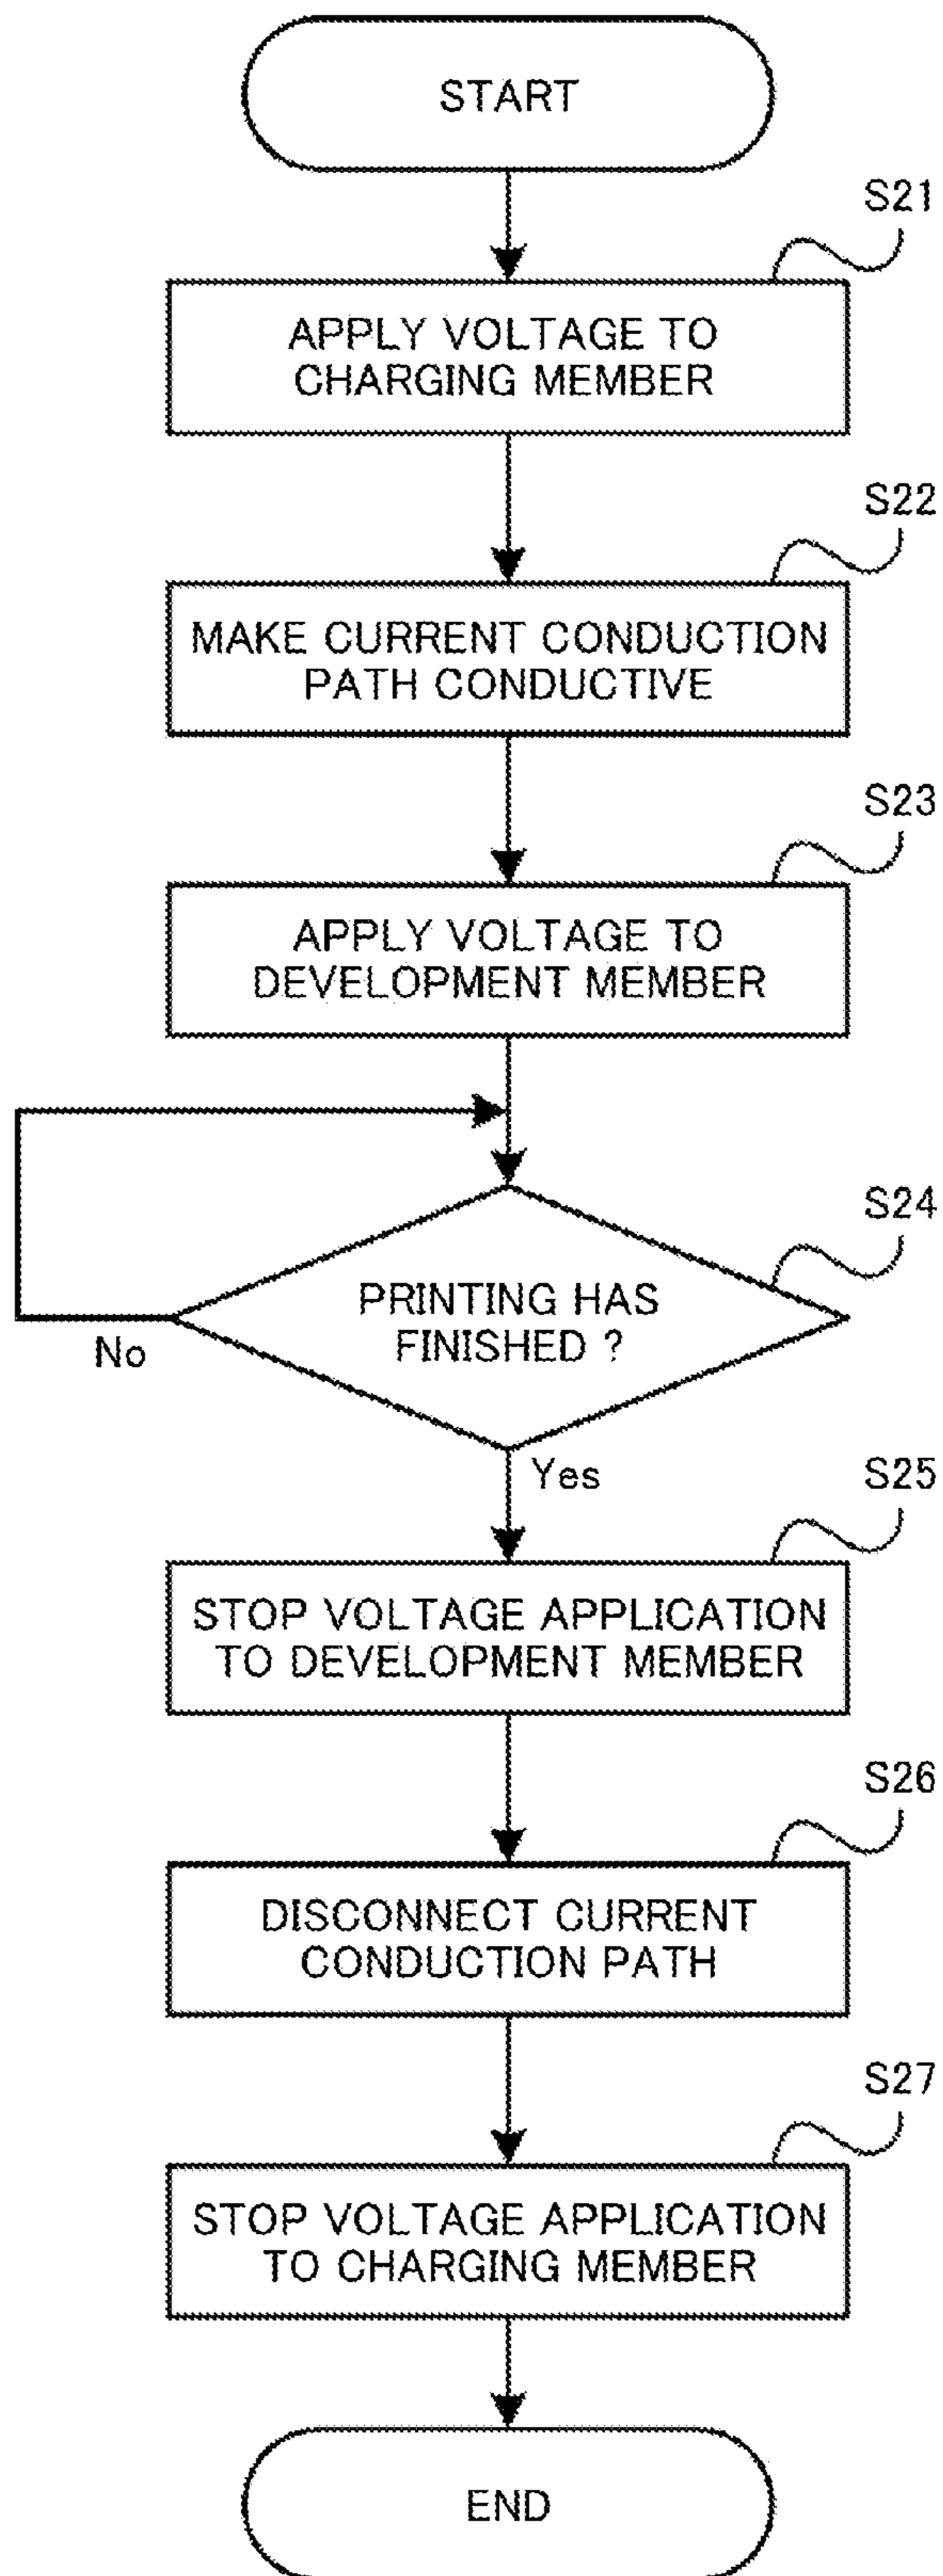 START
S21
APPLY VOLTAGE TO
CHARGING MEMBER
S22
MAKE CURRENT CONDUCTION
PATH CONDUCTIVE
S23
APPLY VOLTAGE TO
DEVELOPMENT MEMBER
S24
PRINTING HAS
FINISHED ?
No
Yes
S25
STOP VOLTAGE APPLICATION
TO DEVELOPMENT MEMBER
S26
DISCONNECT CURRENT
CONDUCTION PATH
S27
STOP VOLTAGE APPLICATION
TO CHARGING MEMBER
END